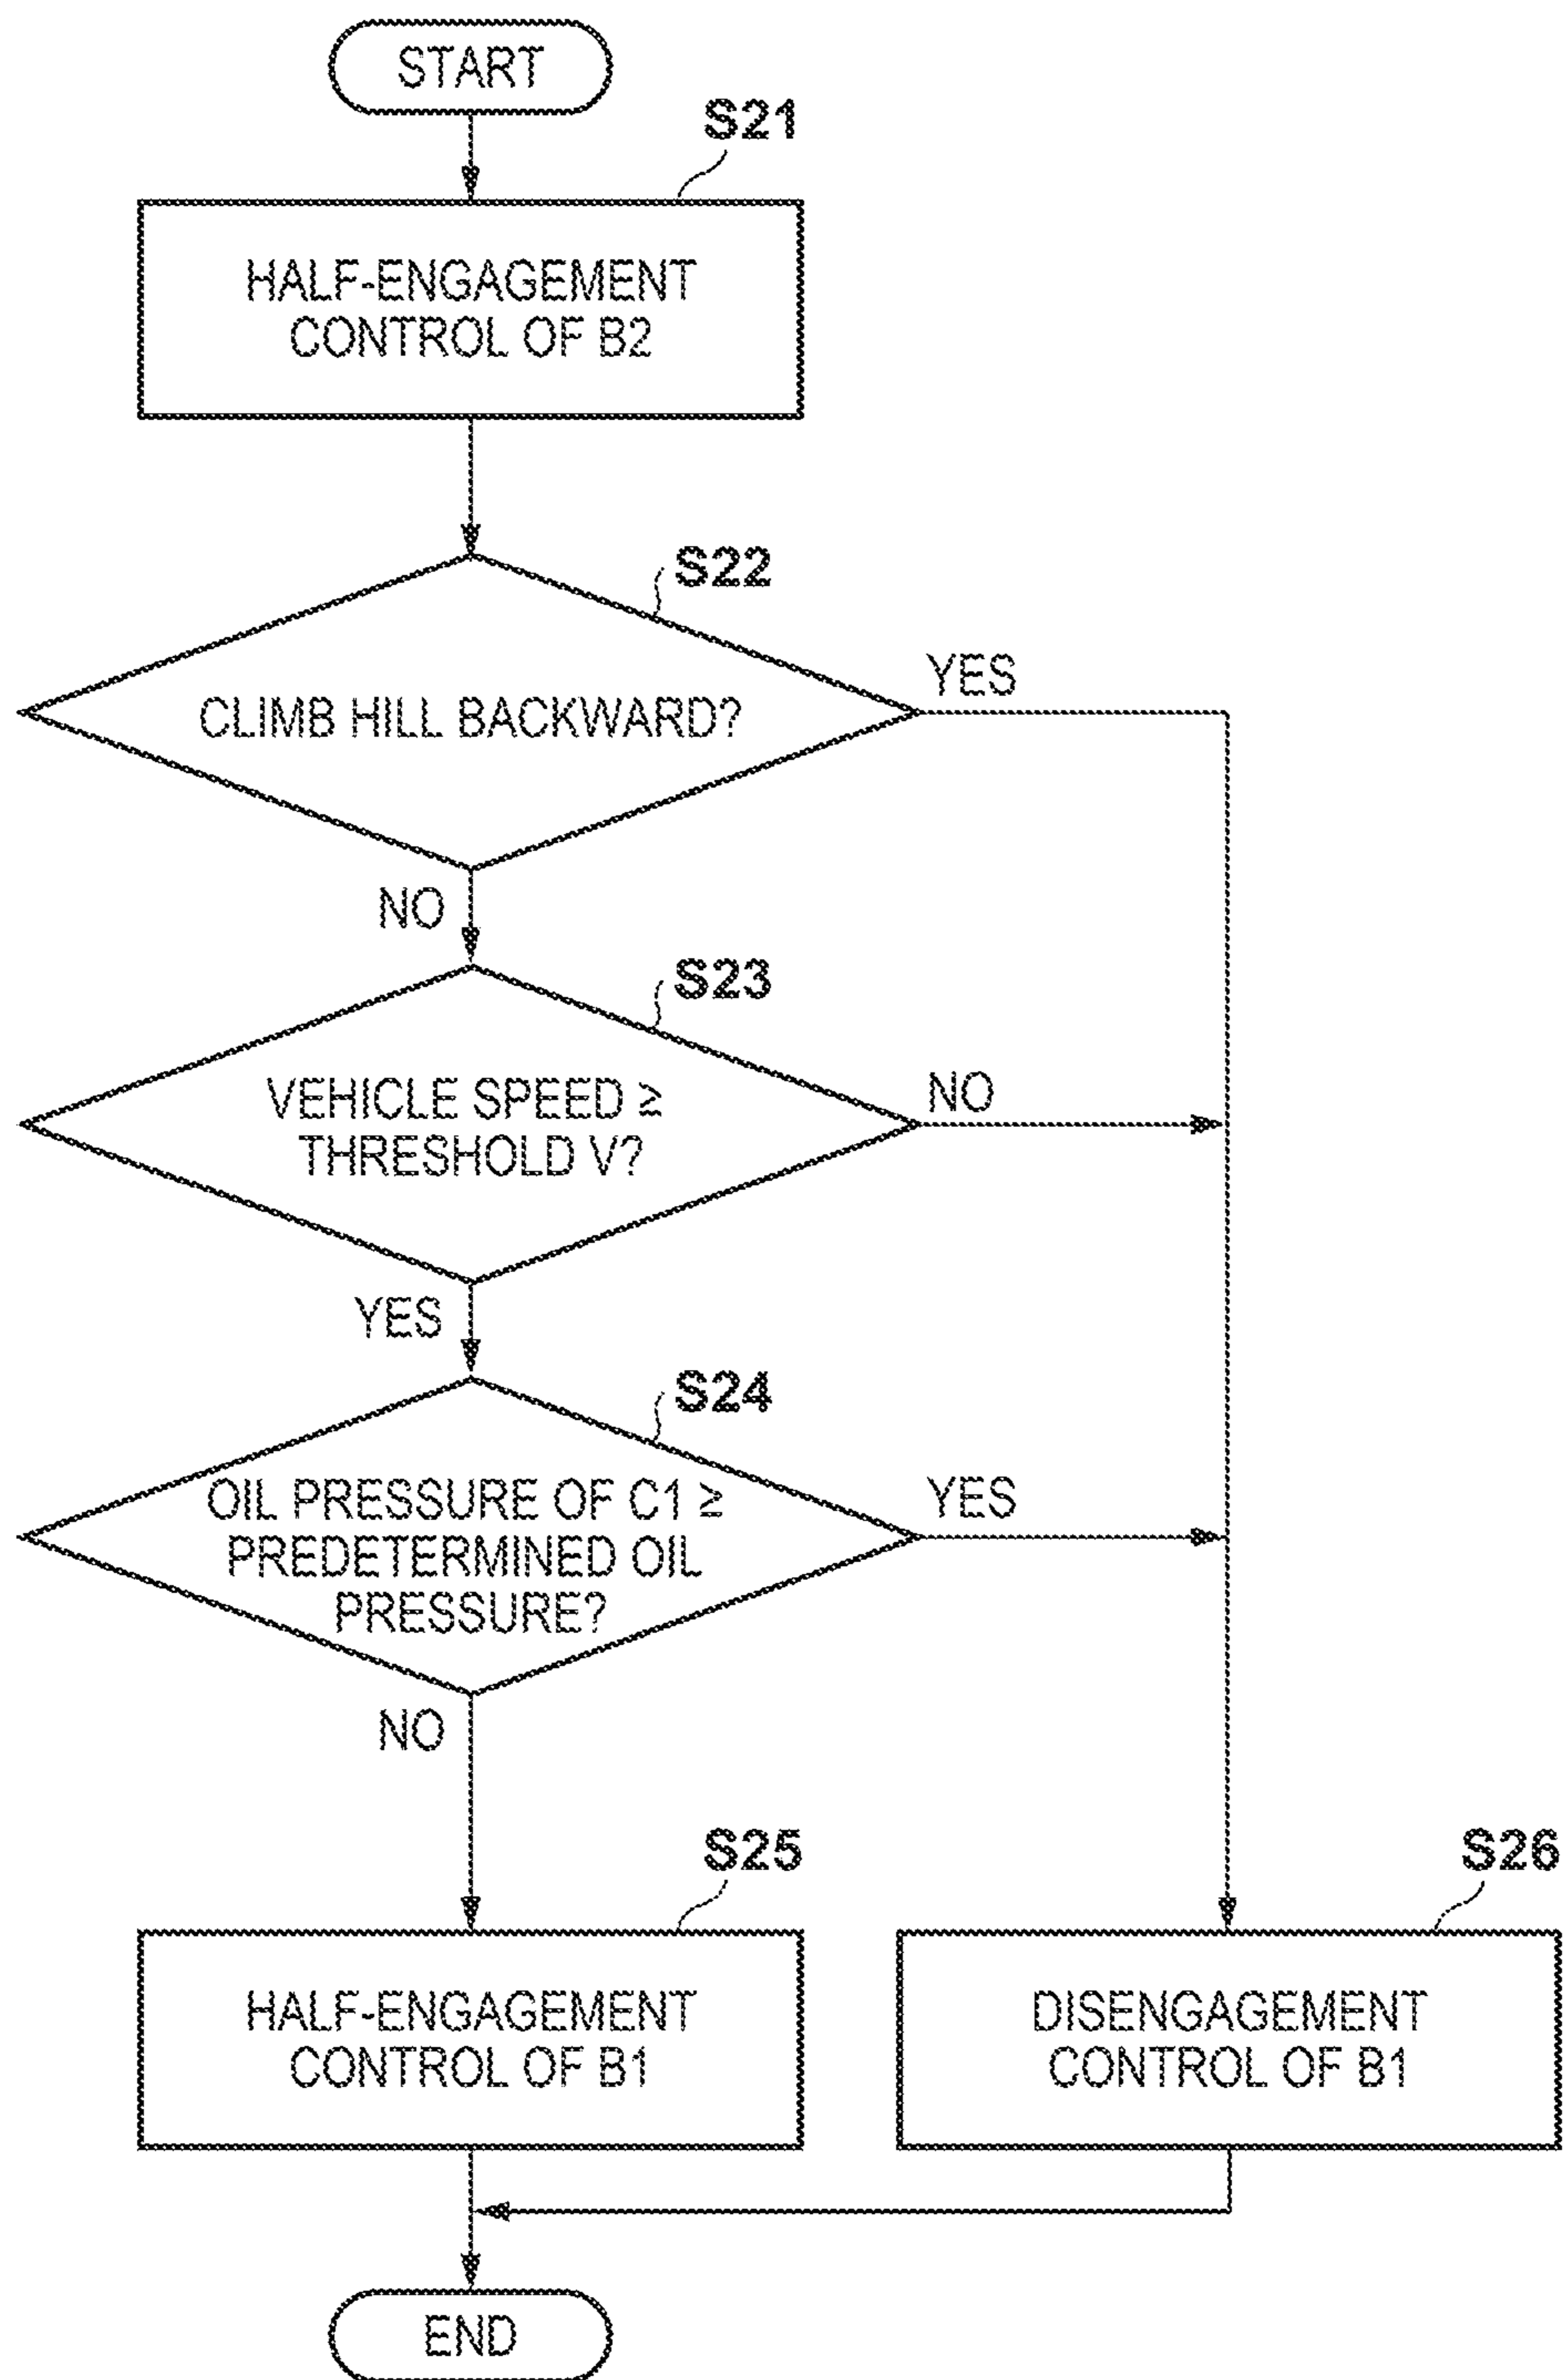 START
S21
HALF-ENGAGEMENT
CONTROL OF B2
S22
CLIMB HILL BACKWARD?
YES
NO
S23
VEHICLE SPEED ≥
THRESHOLD V?
NO
YES
S24
OIL PRESSURE OF C1 ≥
PREDETERMINED OIL
PRESSURE?
YES
NO
S25
HALF-ENGAGEMENT
CONTROL OF B1
S26
DISENGAGEMENT
CONTROL OF B1
END